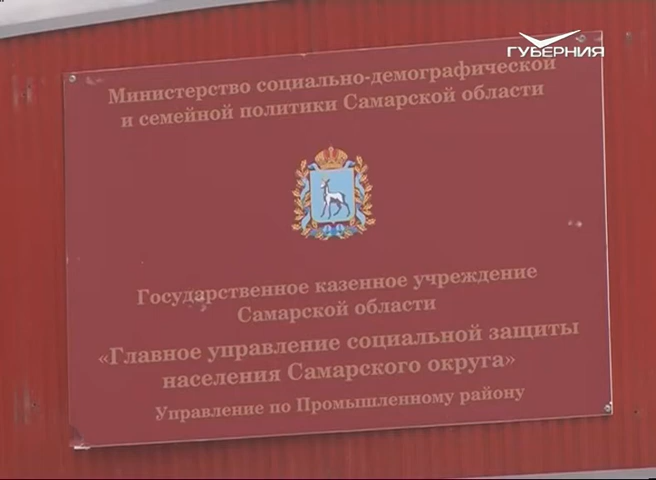 ГУБЕРНИЯ
Министерство социально-демографической
и семейной политики Самарской области
Государственное казенное учреждение
Самарской области
«Главное управление социальной защиты
населения Самарского округа»
Управление по Промышленному району